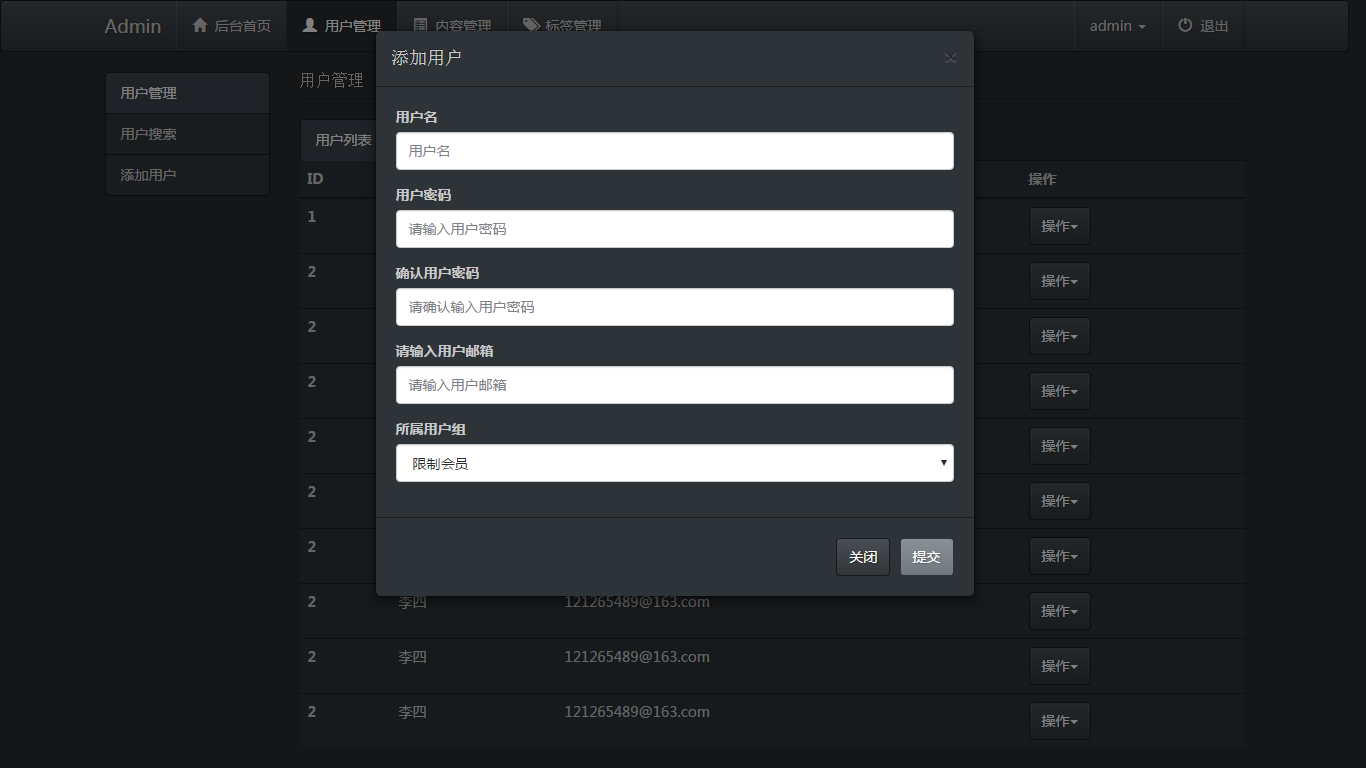 Admin 后台首页 用户管理 内容管理 标签管理 admin 退出
用户管理
用户搜索
添加用户
用户管理
用户列表
ID 操作
1 操作
2 操作
2 操作
2 操作
2 操作
2 操作
2 操作
2 李四 121265489@163.com 操作
2 李四 121265489@163.com 操作
2 李四 121265489@163.com 操作
添加用户 ×
用户名
用户名
用户密码
请输入用户密码
确认用户密码
请确认输入用户密码
请输入用户邮箱
请输入用户邮箱
所属用户组
限制会员
关闭 提交